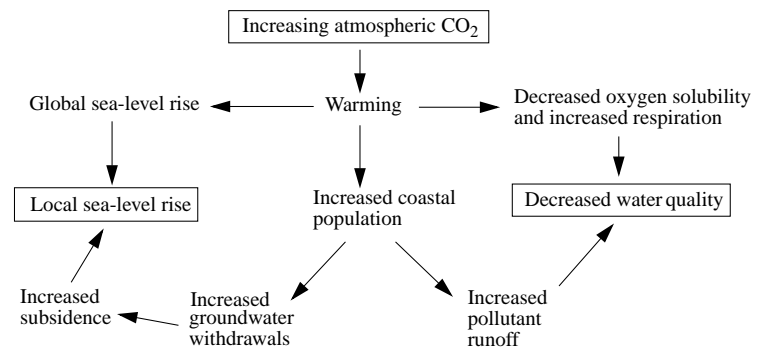 Increasing atmospheric CO2
Global sea-level rise
Warming
Decreased oxygen solubility
and increased respiration
Local sea-level rise
Increased coastal
population
Decreased water quality
Increased
subsidence
Increased
groundwater
withdrawals
Increased
pollutant
runoff